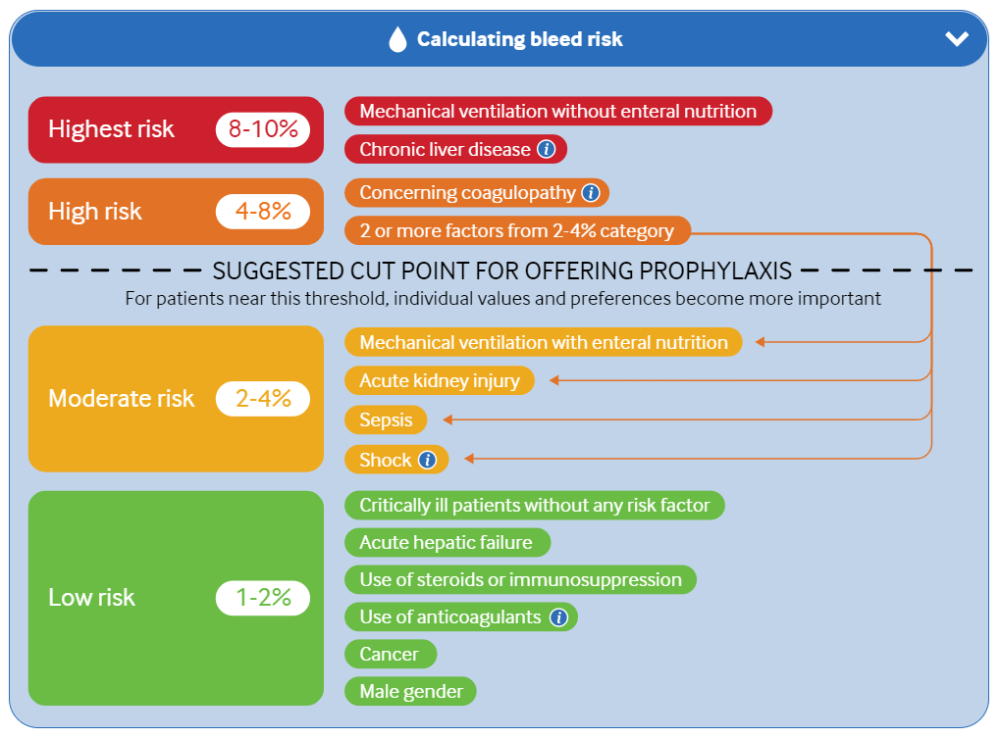 Calculating bleed risk
Highest risk 8-10%
Mechanical ventilation without enteral nutrition
Chronic liver disease i
High risk 4-8%
Concerning coagulopathy i
2 or more factors from 2-4% category
SUGGESTED CUT POINT FOR OFFERING PROPHYLAXIS
For patients near this threshold, individual values and preferences become more important
Moderate risk 2-4%
Mechanical ventilation with enteral nutrition
Acute kidney injury
Sepsis
Shock i
Low risk 1-2%
Critically ill patients without any risk factor
Acute hepatic failure
Use of steroids or immunosuppression
Use of anticoagulants i
Cancer
Male gender